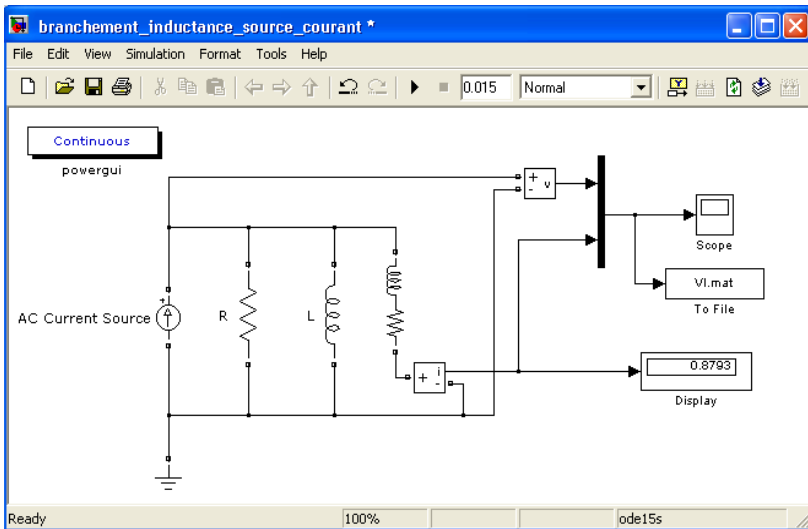 branchement_inductance_source_courant *
File Edit View Simulation Format Tools Help
0.015 Normal
Continuous
powergui
+
-
v
Scope
VI.mat
To File
+
AC Current Source
R
L
+
i
-
0.8793
Display
Ready 100% ode15s